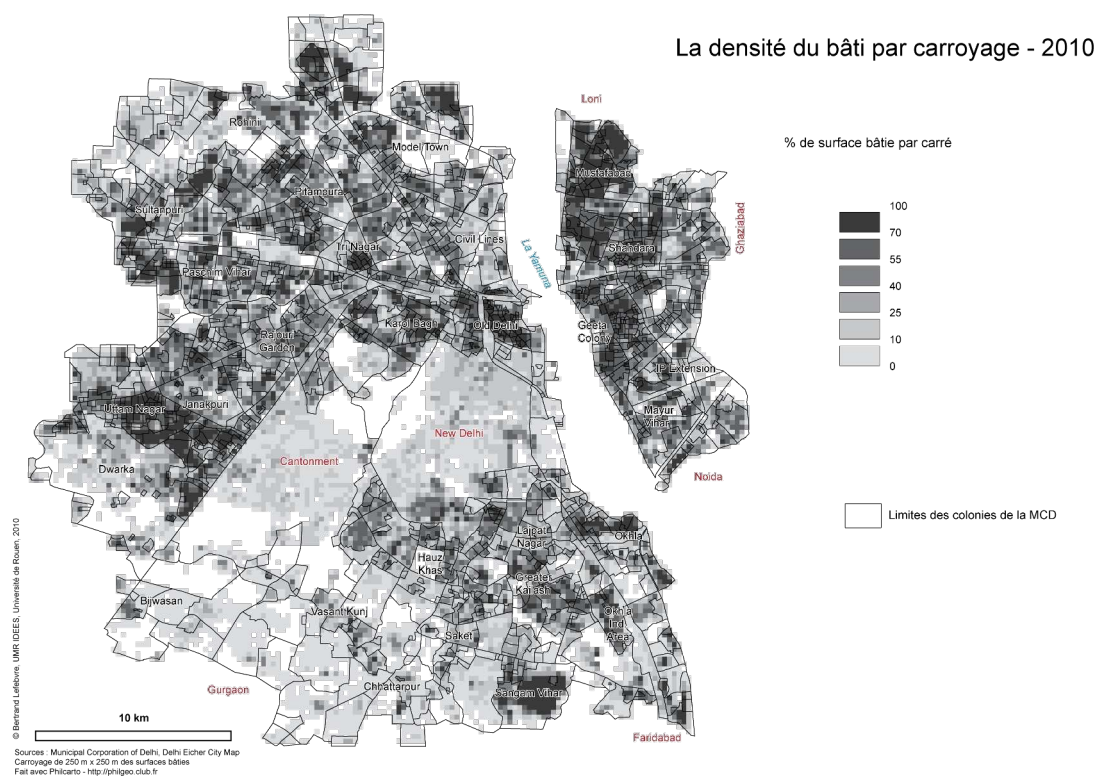 La densité du bâti par carroyage - 2010
Loni
Rohini
Model Town
% de surface bâtie par carré
Mustafabad
Pitampura
Sultanpuri
100
70
55
40
25
10
0
Ghaziabad
Civil Lines
Tri Nagar
Shahdara
La Yamuna
Paschim Vihar
Karol Bagh
Old Delhi
Geeta
Colony
Rajouri
Garden
IP Extension
Uttam Nagar
Janakpuri
Mayur
Vihar
New Delhi
Cantonment
Dwarka
Noida
Limites des colonies de la MCD
Lajpat
Nagar
Okhla
Hauz
Khas
Greater
Kailash
Bijwasan
Vasant Kunj
Okhla
Ind.
Area
Saket
Gurgaon
Chhattarpur
Sangam Vihar
Faridabad
10 km
© Bertrand Lefebvre, UMR IDEES, Université de Rouen, 2010
Sources : Municipal Corporation of Delhi, Delhi Eicher City Map
Carroyage de 250 m x 250 m des surfaces bâties
Fait avec Philcarto - http://philgeo.club.fr